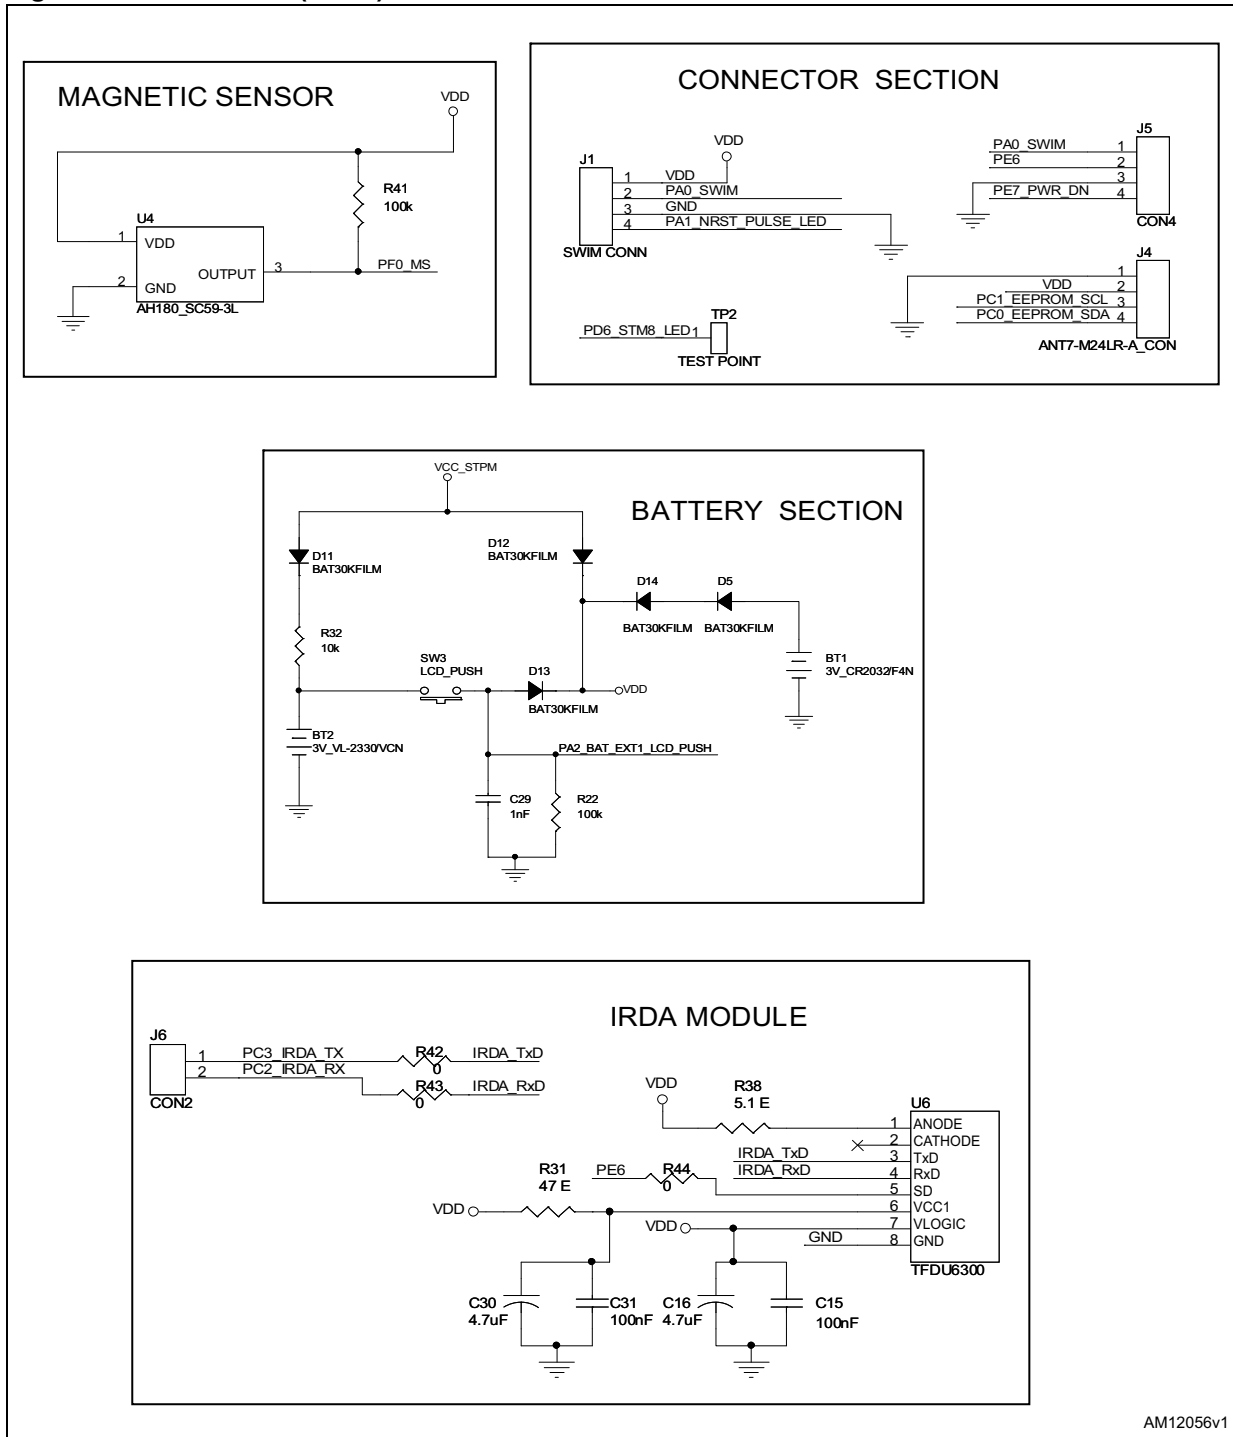 MAGNETIC SENSOR
VDD
R41
100k
U4
1 VDD
OUTPUT 3 PF0_MS
2 GND
AH180_SC59-3L
CONNECTOR SECTION
VDD
J1
1 VDD
2 PA0_SWIM
3 GND
4 PA1_NRST_PULSE_LED
SWIM CONN
J5
PA0_SWIM 1
PE6 2
3
PE7_PWR_DN 4
CON4
J4
1
VDD 2
PC1_EEPROM_SCL 3
PC0_EEPROM_SDA 4
ANT7-M24LR-A_CON
TP2
PD6_STM8_LED 1
TEST POINT
VCC_STPM
BATTERY SECTION
D11
BAT30KFILM
D12
BAT30KFILM
D14
D5
BAT30KFILM BAT30KFILM
R32
10k
SW3
LCD_PUSH
D13
BAT30KFILM
VDD
BT1
3V_CR2032/F4N
BT2
3V_VL-2330/VCN
PA2_BAT_EXT1_LCD_PUSH
C29
1nF
R22
100k
IRDA MODULE
J6
1 PC3_IRDA_TX R42 0 IRDA_TxD
2 PC2_IRDA_RX R43 0 IRDA_RxD
CON2
VDD
R38
5.1 E
U6
1 ANODE
2 CATHODE
IRDA_TxD 3 TxD
IRDA_RxD 4 RxD
PE6 R44 0 5 SD
R31
47 E
VDD 6 VCC1
VDD 7 VLOGIC
GND 8 GND
TFDU6300
C30
4.7uF
C31
100nF
C16
4.7uF
C15
100nF
AM12056v1